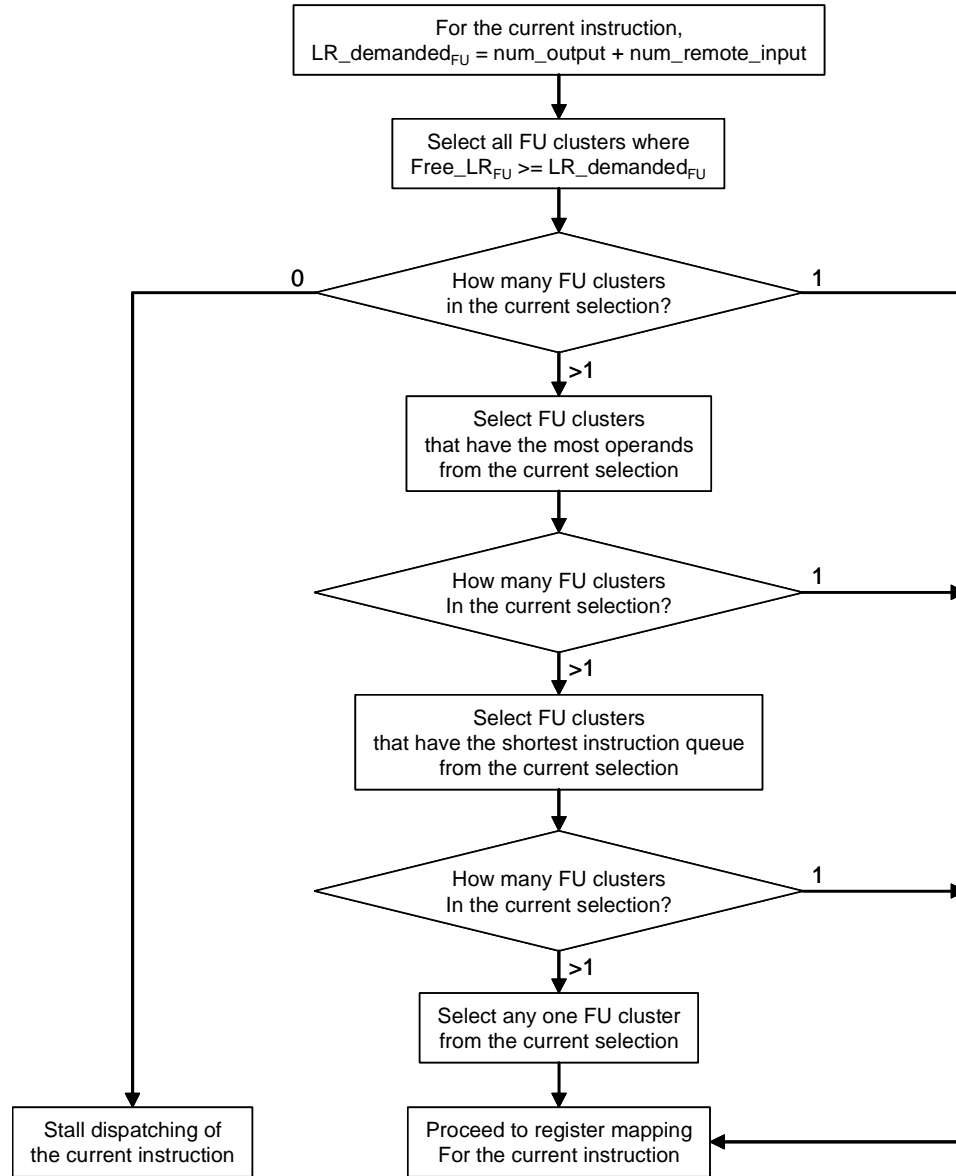 For the current instruction,
LR_demandedFU = num_output + num_remote_input
Select all FU clusters where
Free_LRFU >= LR_demandedFU
How many FU clusters
in the current selection?
0
1
>1
Select FU clusters
that have the most operands
from the current selection
How many FU clusters
In the current selection?
1
>1
Select FU clusters
that have the shortest instruction queue
from the current selection
How many FU clusters
In the current selection?
1
>1
Select any one FU cluster
from the current selection
Stall dispatching of
the current instruction
Proceed to register mapping
For the current instruction